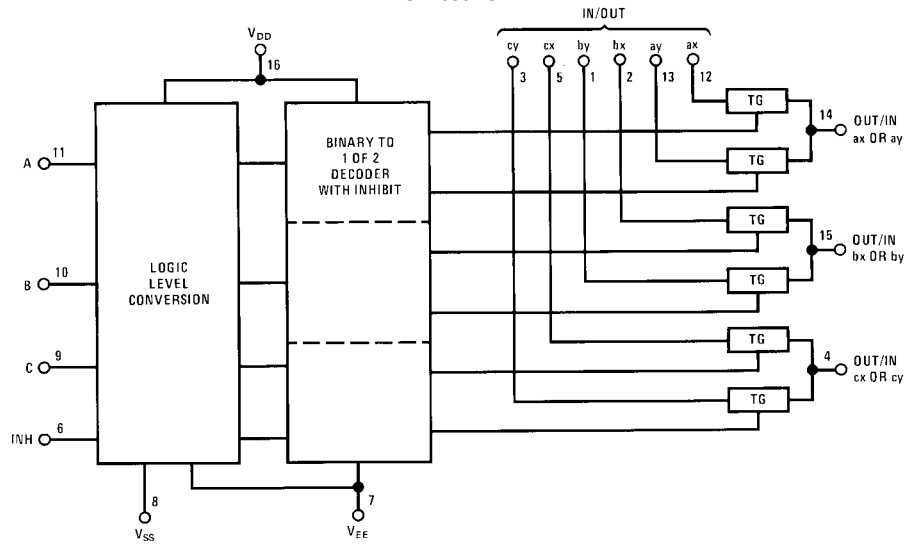 IN/OUT
VDD
16
cy cx by bx ay ax
3 5 1 2 13 12
TG
14
OUT/IN
ax OR ay
TG
BINARY TO
1 OF 2
DECODER
WITH INHIBIT
A 11
TG
15
OUT/IN
bx OR by
TG
B 10
LOGIC
LEVEL
CONVERSION
TG
4
OUT/IN
cx OR cy
TG
C 9
INH 6
8
VSS
7
VEE